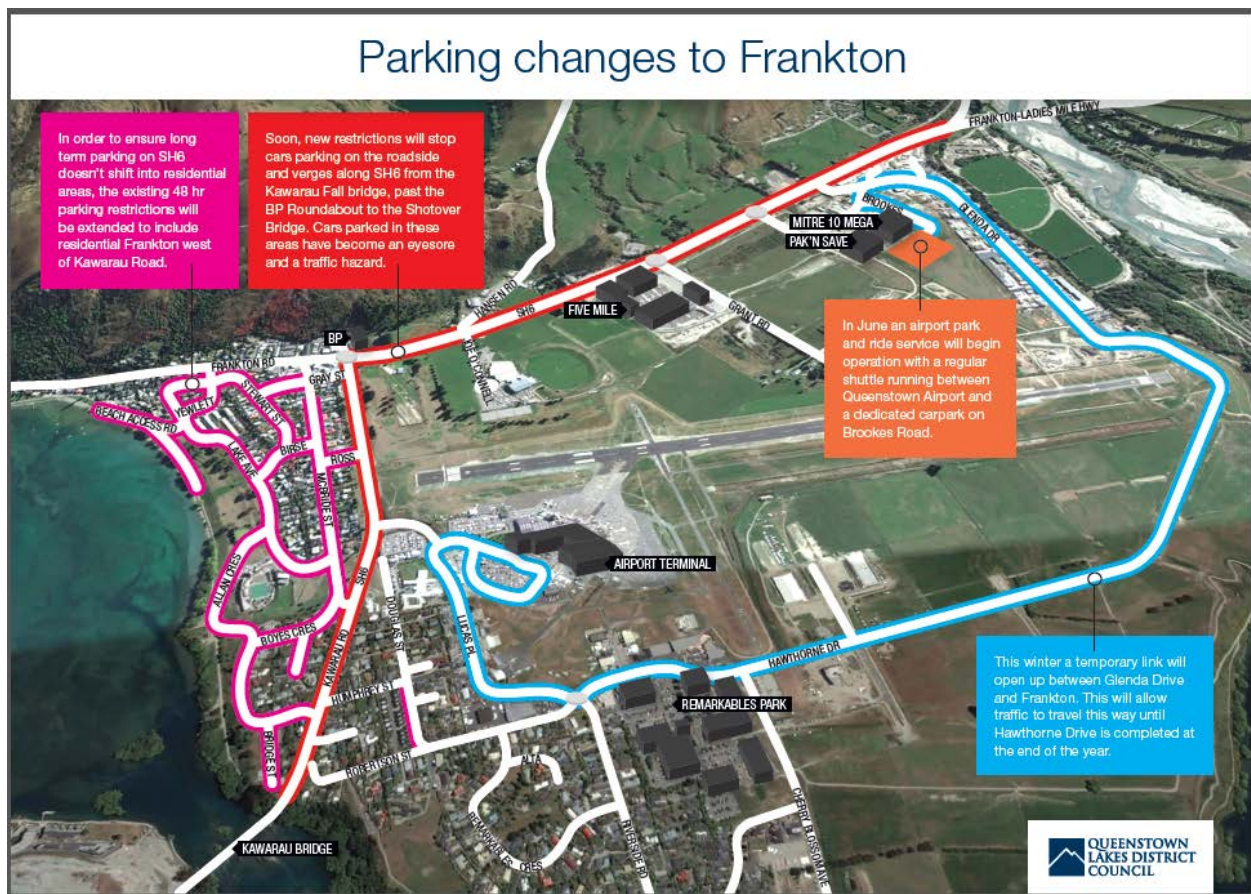 Parking changes to Frankton
In order to ensure long
term parking on SH6
doesn't shift into residential
areas, the existing 48 hr
parking restrictions will
be extended to include
residential Frankton west
of Kawarau Road.
Soon, new restrictions will stop
cars parking on the roadside
and verges along SH6 from the
Kawarau Fall bridge, past the
BP Roundabout to the Shotover
Bridge. Cars parked in these
areas have become an eyesore
and a traffic hazard.
FRANKTON-LADIES MILE HWY
BROOKES
GLENDA DR
MITRE 10 MEGA
PAK'N SAVE
HANSEN RD
SH6
FIVE MILE
GRANT RD
JOE O'CONNELL
BP
FRANKTON RD
GRAY ST
STEWART ST
YEWLETT
BEACH ACCESS RD
LAKE AVE
BIRSE
ROSS
MCBRIDE ST
In June an airport park
and ride service will begin
operation with a regular
shuttle running between
Queenstown Airport and
a dedicated carpark on
Brookes Road.
AIRPORT TERMINAL
ALLAN CRES
SH6
BOYES CRES
KAWARAU RD
DOUGLAS ST
LUCAS PL
HUMPHREY ST
HAWTHORNE DR
REMARKABLES PARK
This winter a temporary link will
open up between Glenda Drive
and Frankton. This will allow
traffic to travel this way until
Hawthorne Drive is completed at
the end of the year.
BRIDGE ST
ROBERTSON ST
ALTA
REMARKABLES CRES
RIVERSIDE RD
CHERRY BLOSSOM AVE
KAWARAU BRIDGE
QUEENSTOWN
LAKES DISTRICT
COUNCIL